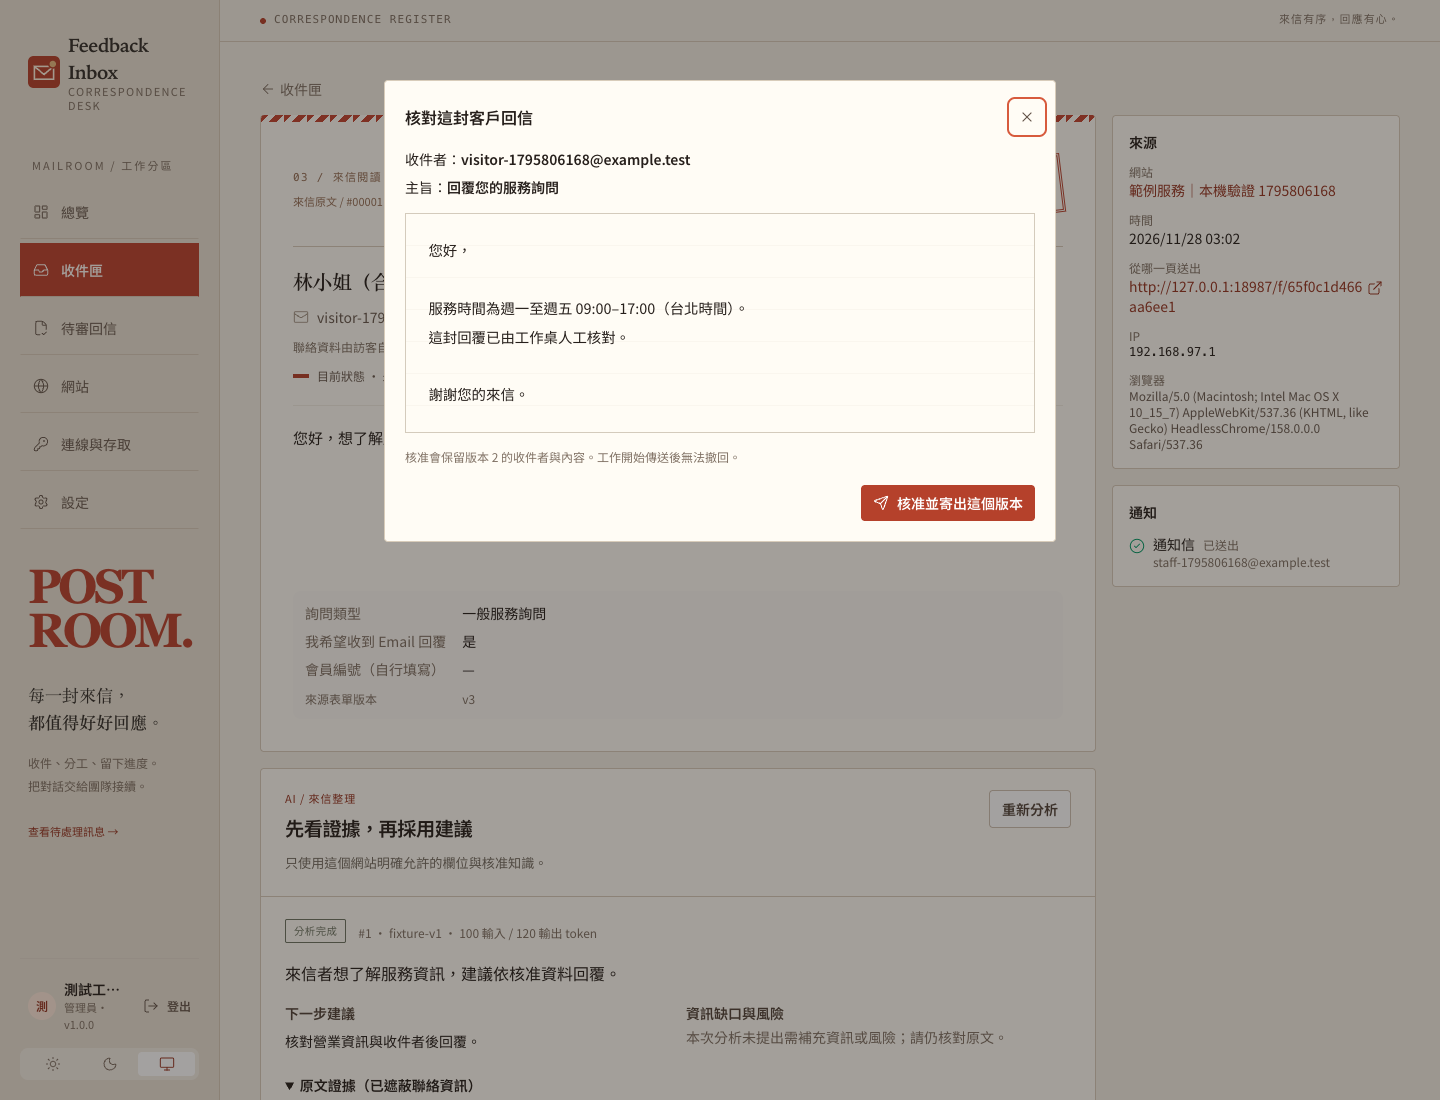 Feedback
Inbox
CORRESPONDENCE
DESK
MAILROOM / 工作分區
總覽
收件匣
待審回信
網站
連線與存取
設定
POST
ROOM.
每一封來信，
都值得好好回應。
收件、分工、留下進度。
把對話交給團隊接續。
查看待處理訊息 →
測
測試工…
管理員・
v1.0.0
登出
CORRESPONDENCE REGISTER
來信有序，回應有心。
收件匣
03 / 來信閱讀
來信原文 / #00001
林小姐（合
visitor-179
聯絡資料由訪客自
目前狀態・
您好，想了解
詢問類型 一般服務詢問
我希望收到 Email 回覆 是
會員編號（自行填寫） —
來源表單版本 v3
核對這封客戶回信
收件者：visitor-1795806168@example.test
主旨：回覆您的服務詢問
您好，
服務時間為週一至週五 09:00–17:00（台北時間）。
這封回覆已由工作桌人工核對。
謝謝您的來信。
核准會保留版本 2 的收件者與內容。工作開始傳送後無法撤回。
核准並寄出這個版本
AI / 來信整理
先看證據，再採用建議
只使用這個網站明確允許的欄位與核准知識。
重新分析
分析完成
#1 ・ fixture-v1 ・ 100 輸入 / 120 輸出 token
來信者想了解服務資訊，建議依核准資料回覆。
下一步建議
核對營業資訊與收件者後回覆。
資訊缺口與風險
本次分析未提出需補充資訊或風險；請仍核對原文。
▼ 原文證據（已遮蔽聯絡資訊）
來源
網站
範例服務｜本機驗證 1795806168
時間
2026/11/28 03:02
從哪一頁送出
http://127.0.0.1:18987/f/65f0c1d466
aa6ee1
IP
192.168.97.1
瀏覽器
Mozilla/5.0 (Macintosh; Intel Mac OS X
10_15_7) AppleWebKit/537.36 (KHTML, like
Gecko) HeadlessChrome/158.0.0.0
Safari/537.36
通知
通知信 已送出
staff-1795806168@example.test